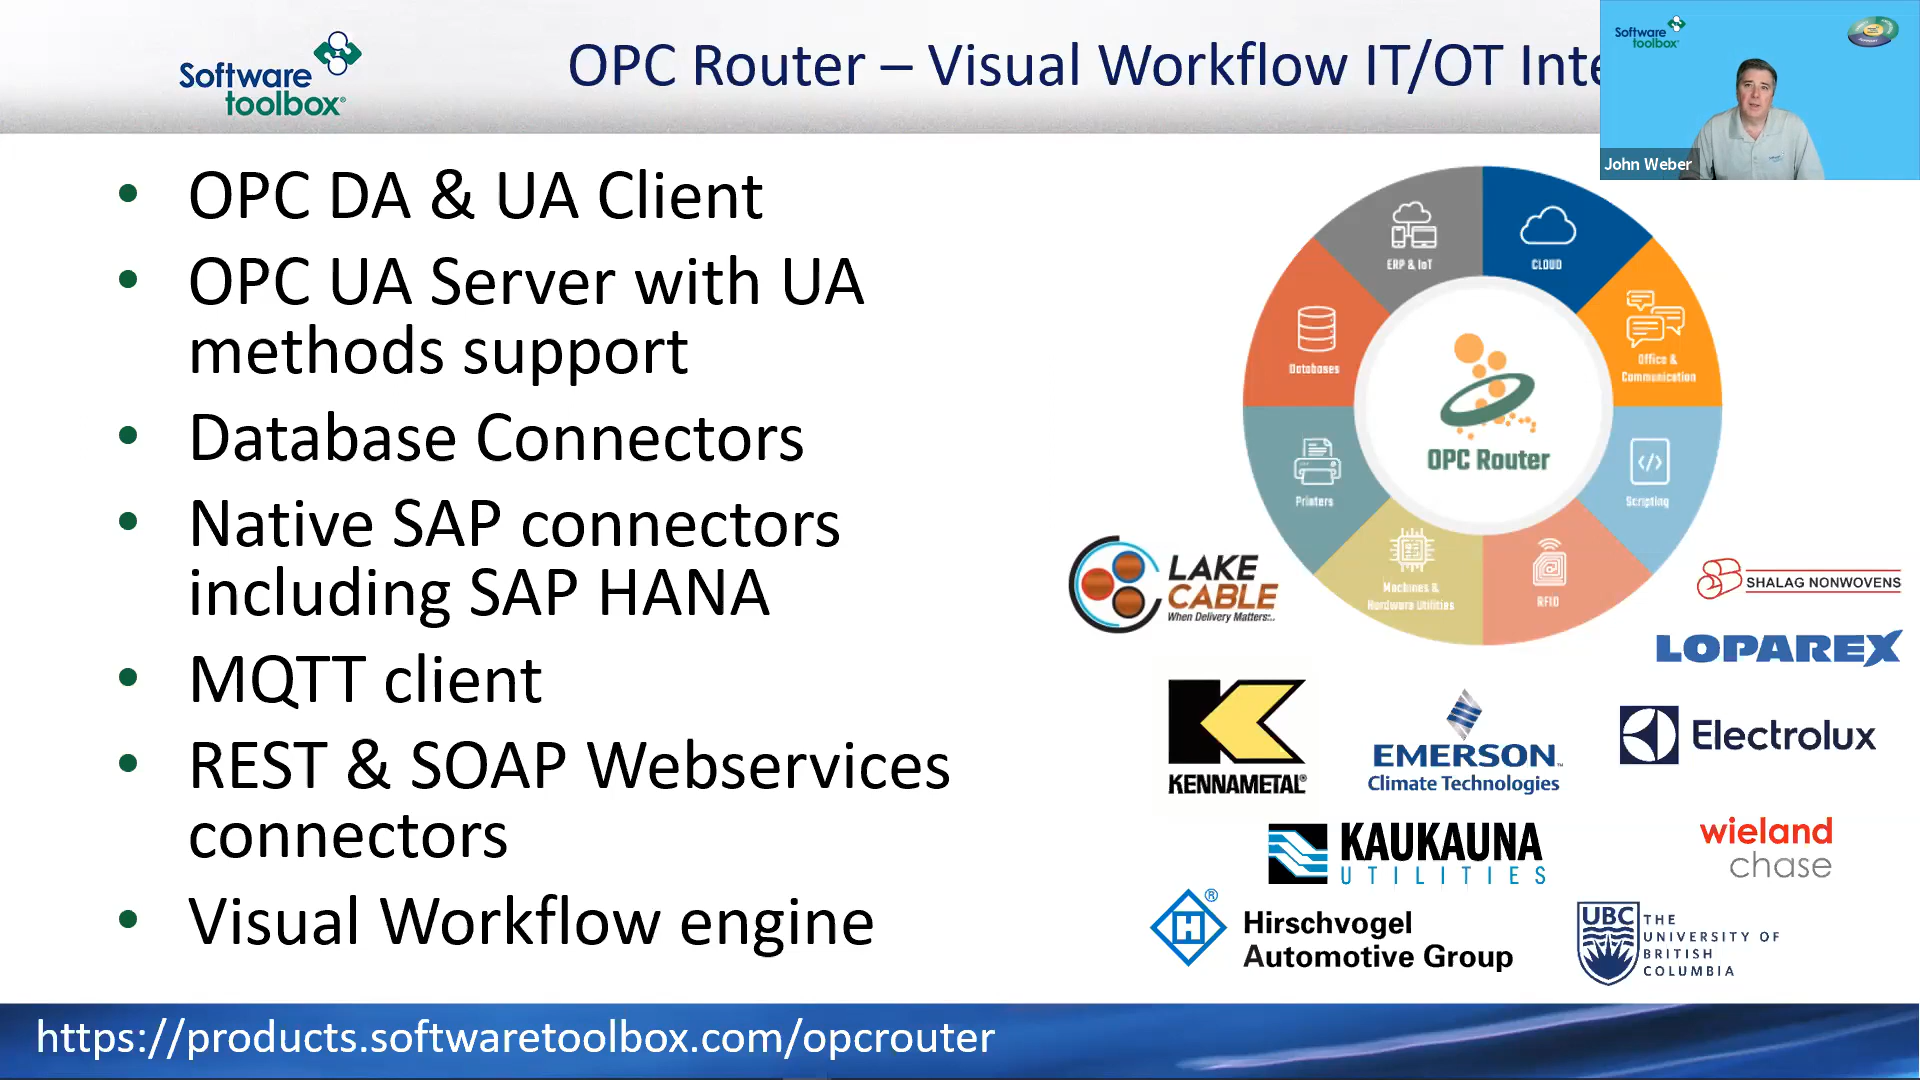 Software
toolbox®
OPC Router – Visual Workflow IT/OT Inte
Software
toolbox
John Weber
• OPC DA & UA Client
• OPC UA Server with UA
methods support
• Database Connectors
• Native SAP connectors
including SAP HANA
• MQTT client
• REST & SOAP Webservices
connectors
• Visual Workflow engine
ERP & IoT
CLOUD
Databases
Office &
Communication
OPC Router
Printers
Scripting
Machines &
Hardware Utilities
RFID
LAKE
CABLE
When Delivery Matters...
SHALAG NONWOVENS
LOPAREX
KENNAMETAL®
EMERSON™
Climate Technologies
Electrolux
KAUKAUNA
UTILITIES
wieland
chase
H®
Hirschvogel
Automotive Group
UBC
THE
UNIVERSITY OF
BRITISH
COLUMBIA
https://products.softwaretoolbox.com/opcrouter